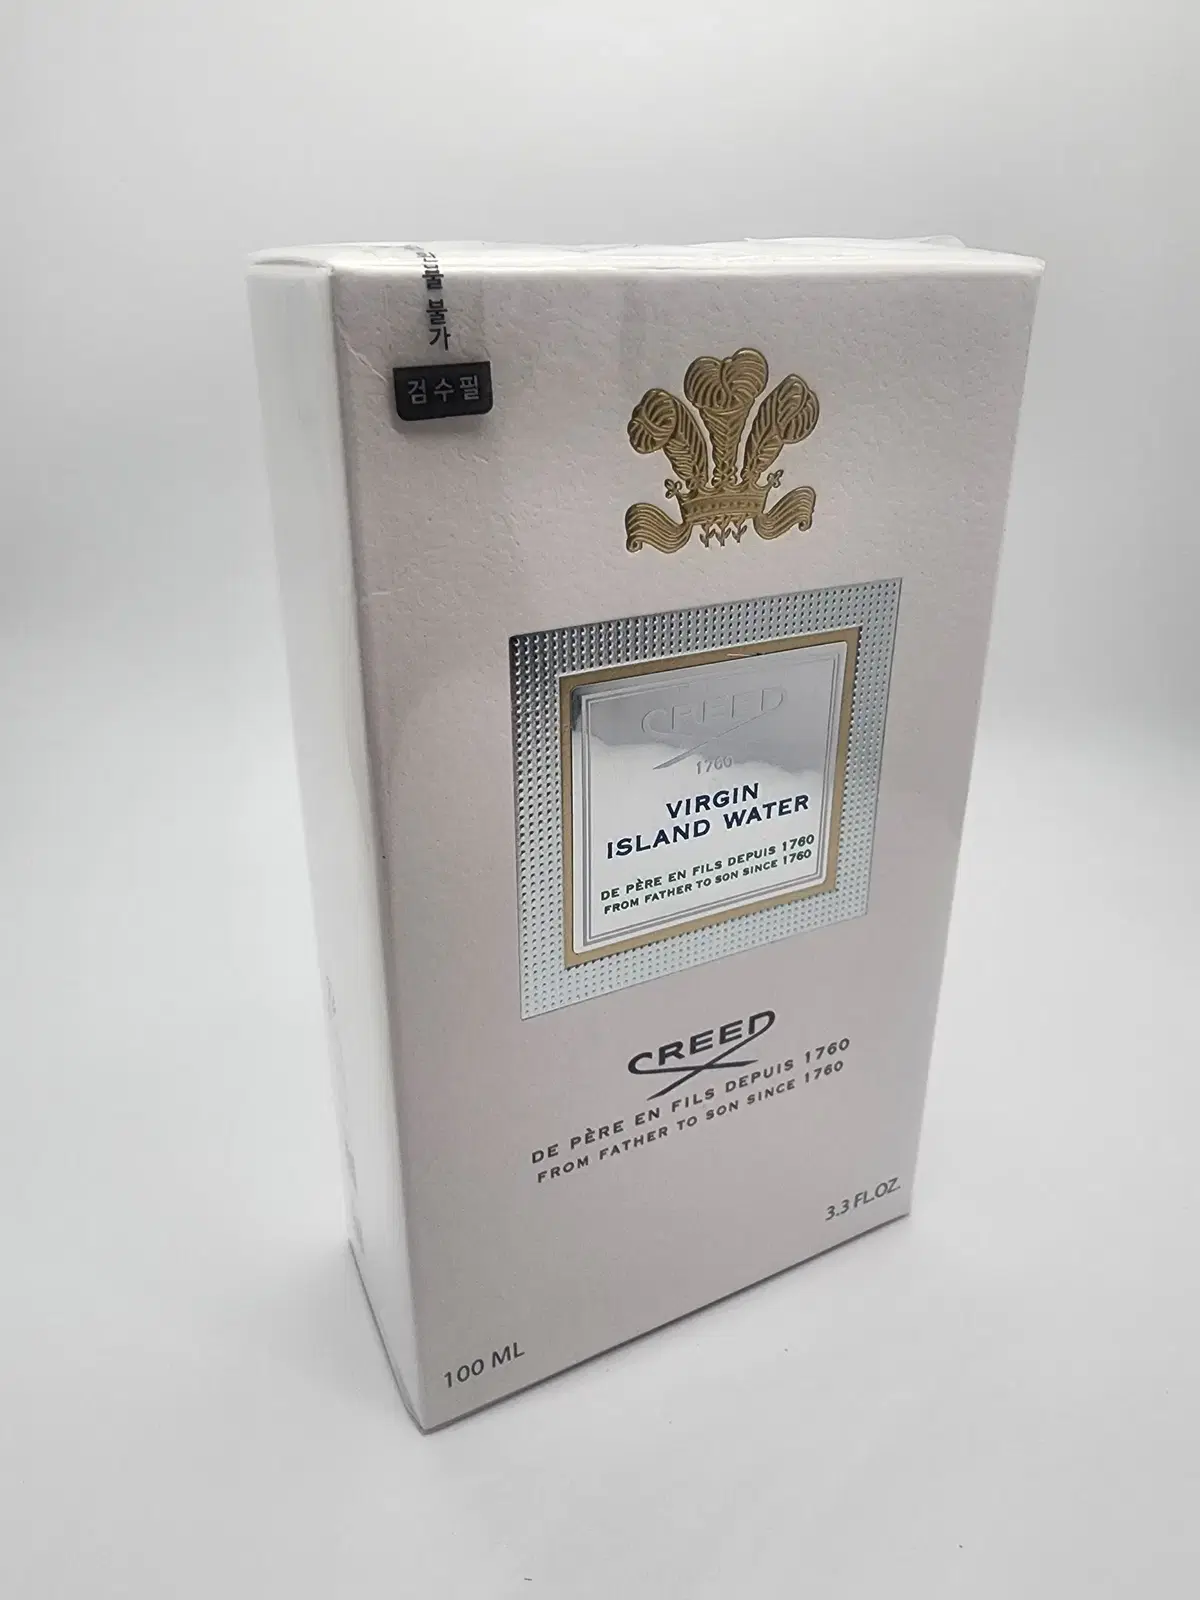 불가
검수필
CREED
1760
VIRGIN
ISLAND WATER
DE PÈRE EN FILS DEPUIS 1760
FROM FATHER TO SON SINCE 1760
CREED
DE PÈRE EN FILS DEPUIS 1760
FROM FATHER TO SON SINCE 1760
3.3 FL.OZ.
100 ML